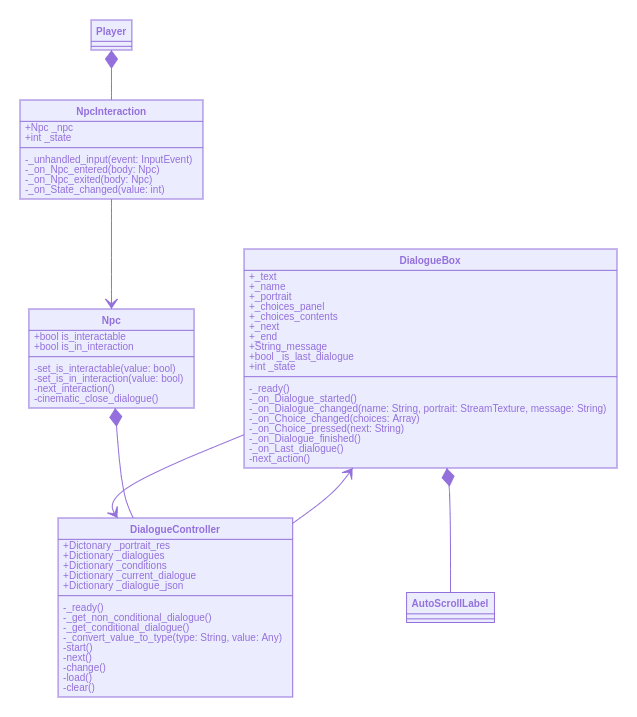 Player
NpcInteraction
+Npc _npc
+int _state
-_unhandled_input(event: InputEvent)
-_on_Npc_entered(body: Npc)
-_on_Npc_exited(body: Npc)
-_on_State_changed(value: int)
DialogueBox
+_text
+_name
+_portrait
+_choices_panel
+_choices_contents
+_next
+_end
+String_message
+bool _is_last_dialogue
+int _state
-_ready()
-_on_Dialogue_started()
-_on_Dialogue_changed(name: String, portrait: StreamTexture, message: String)
-_on_Choice_changed(choices: Array)
-_on_Choice_pressed(next: String)
-_on_Dialogue_finished()
-_on_Last_dialogue()
-next_action()
Npc
+bool is_interactable
+bool is_in_interaction
-set_is_interactable(value: bool)
-set_is_in_interaction(value: bool)
-next_interaction()
-cinematic_close_dialogue()
DialogueController
+Dictonary _portrait_res
+Dictionary _dialogues
+Dictionary _conditions
+Dictionary _current_dialogue
+Dictionary _dialogue_json
-_ready()
-_get_non_conditional_dialogue()
-_get_conditional_dialogue()
-_convert_value_to_type(type: String, value: Any)
-start()
-next()
-change()
-load()
-clear()
AutoScrollLabel